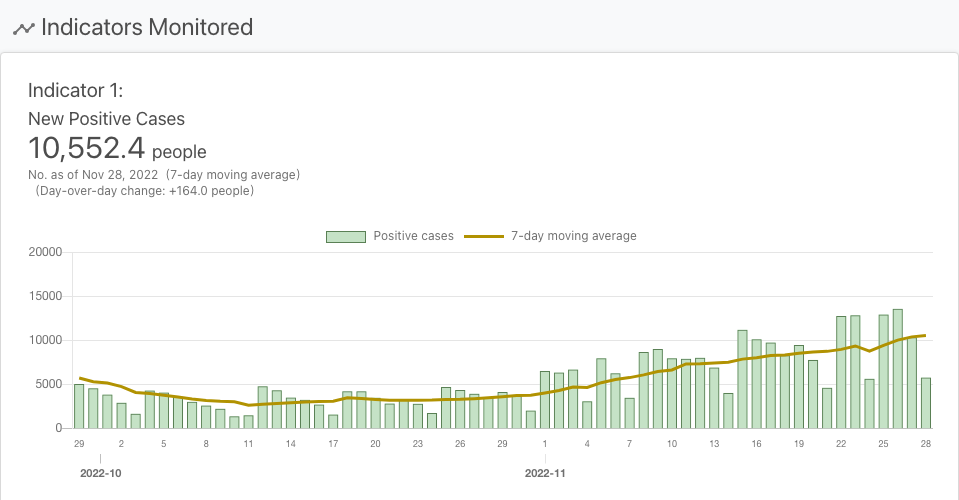 Indicators Monitored
Indicator 1:
New Positive Cases
10,552.4 people
No. as of Nov 28, 2022 (7-day moving average)
(Day-over-day change: +164.0 people)
Positive cases 7-day moving average
20000
15000
10000
5000
0
29 2 5 8 11 14 17 20 23 26 29 1 4 7 10 13 16 19 22 25 28
2022-10 2022-11